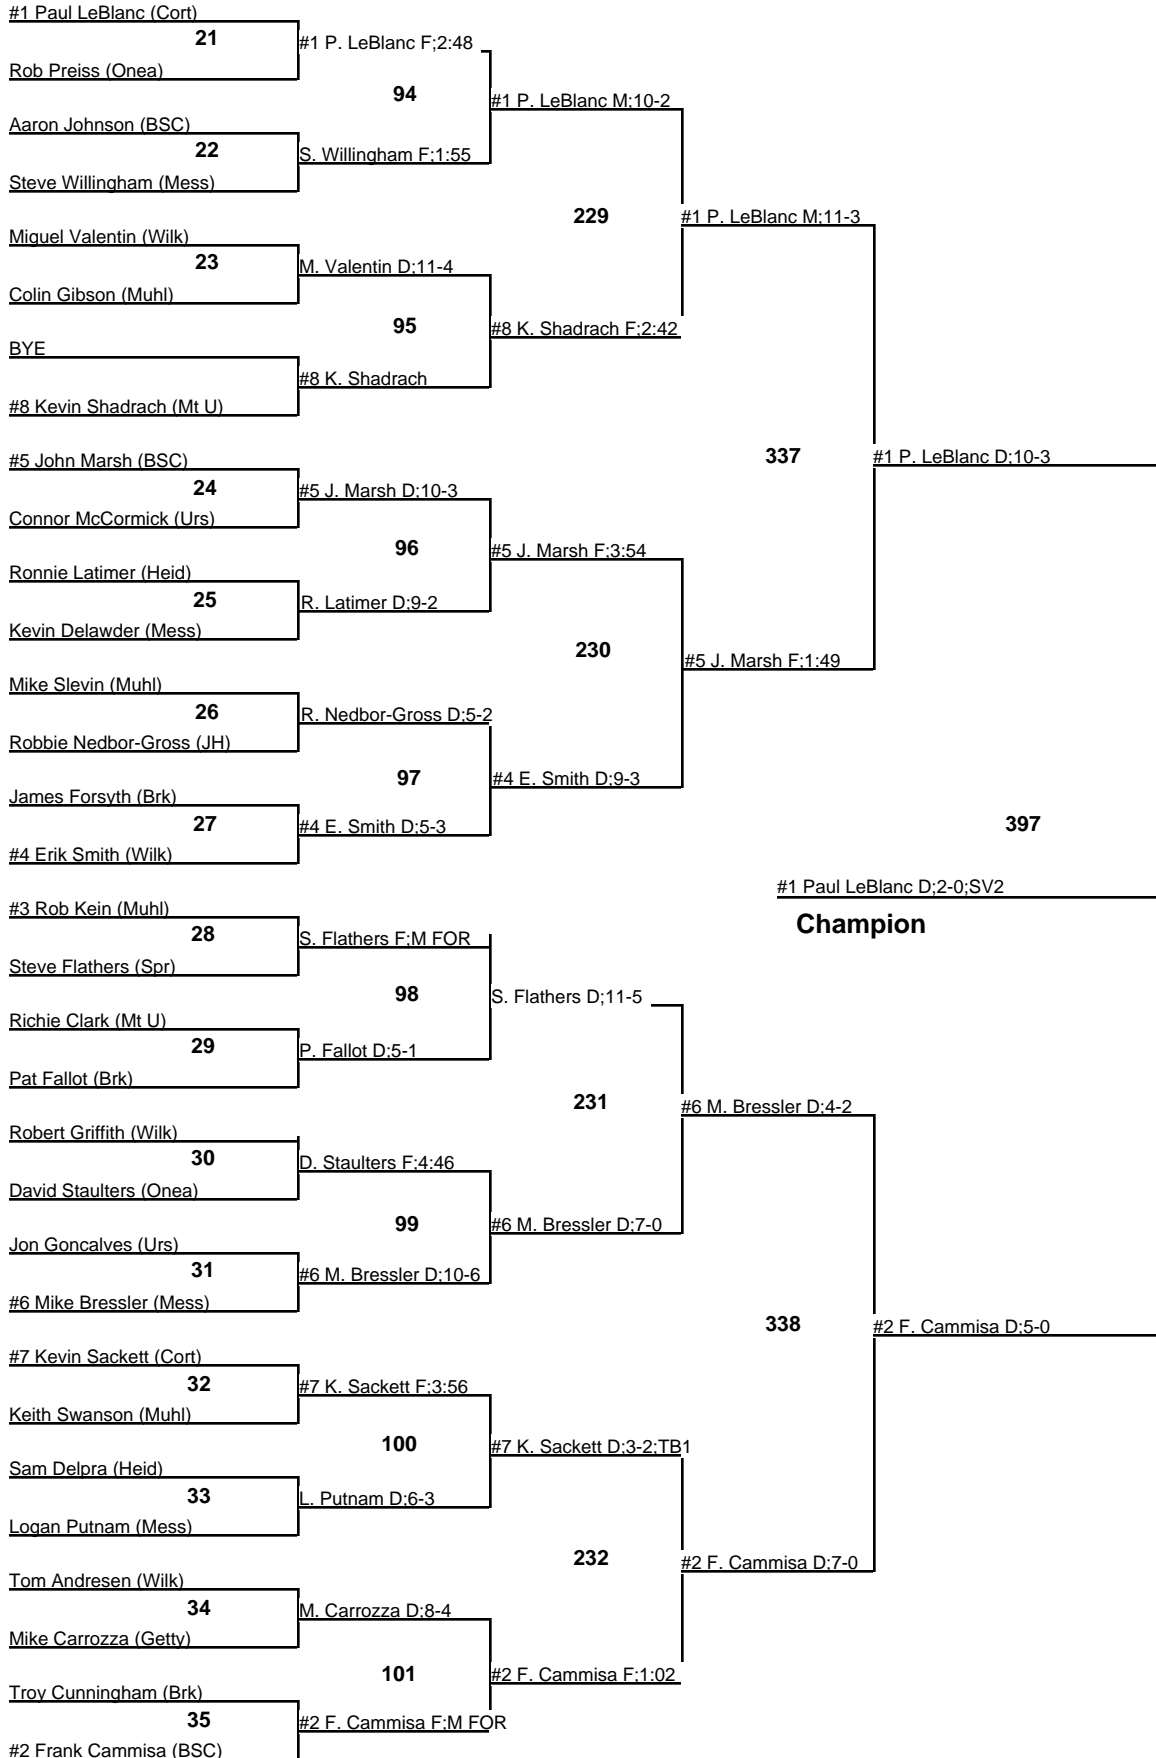 #1 Paul LeBlanc (Cort)
21
#1 P. LeBlanc F;2:48
Rob Preiss (Onea)
94
#1 P. LeBlanc M;10-2
Aaron Johnson (BSC)
22
S. Willingham F;1:55
Steve Willingham (Mess)
229
#1 P. LeBlanc M;11-3
Miguel Valentin (Wilk)
23
M. Valentin D;11-4
Colin Gibson (Muhl)
95
#8 K. Shadrach F;2:42
BYE
#8 K. Shadrach
#8 Kevin Shadrach (Mt U)
337
#1 P. LeBlanc D;10-3
#5 John Marsh (BSC)
24
#5 J. Marsh D;10-3
Connor McCormick (Urs)
96
#5 J. Marsh F;3:54
Ronnie Latimer (Heid)
25
R. Latimer D;9-2
Kevin Delawder (Mess)
230
#5 J. Marsh F;1:49
Mike Slevin (Muhl)
26
R. Nedbor-Gross D;5-2
Robbie Nedbor-Gross (JH)
97
#4 E. Smith D;9-3
James Forsyth (Brk)
27
#4 E. Smith D;5-3
397
#4 Erik Smith (Wilk)
#1 Paul LeBlanc D;2-0;SV2
Champion
#3 Rob Kein (Muhl)
28
S. Flathers F;M FOR
Steve Flathers (Spr)
98
S. Flathers D;11-5
Richie Clark (Mt U)
29
P. Fallot D;5-1
Pat Fallot (Brk)
231
#6 M. Bressler D;4-2
Robert Griffith (Wilk)
30
D. Staulters F;4:46
David Staulters (Onea)
99
#6 M. Bressler D;7-0
Jon Goncalves (Urs)
31
#6 M. Bressler D;10-6
#6 Mike Bressler (Mess)
338
#2 F. Cammisa D;5-0
#7 Kevin Sackett (Cort)
32
#7 K. Sackett F;3:56
Keith Swanson (Muhl)
100
#7 K. Sackett D;3-2;TB1
Sam Delpra (Heid)
33
L. Putnam D;6-3
Logan Putnam (Mess)
232
#2 F. Cammisa D;7-0
Tom Andresen (Wilk)
34
M. Carrozza D;8-4
Mike Carrozza (Getty)
101
#2 F. Cammisa F;1:02
Troy Cunningham (Brk)
35
#2 F. Cammisa F;M FOR
#2 Frank Cammisa (BSC)